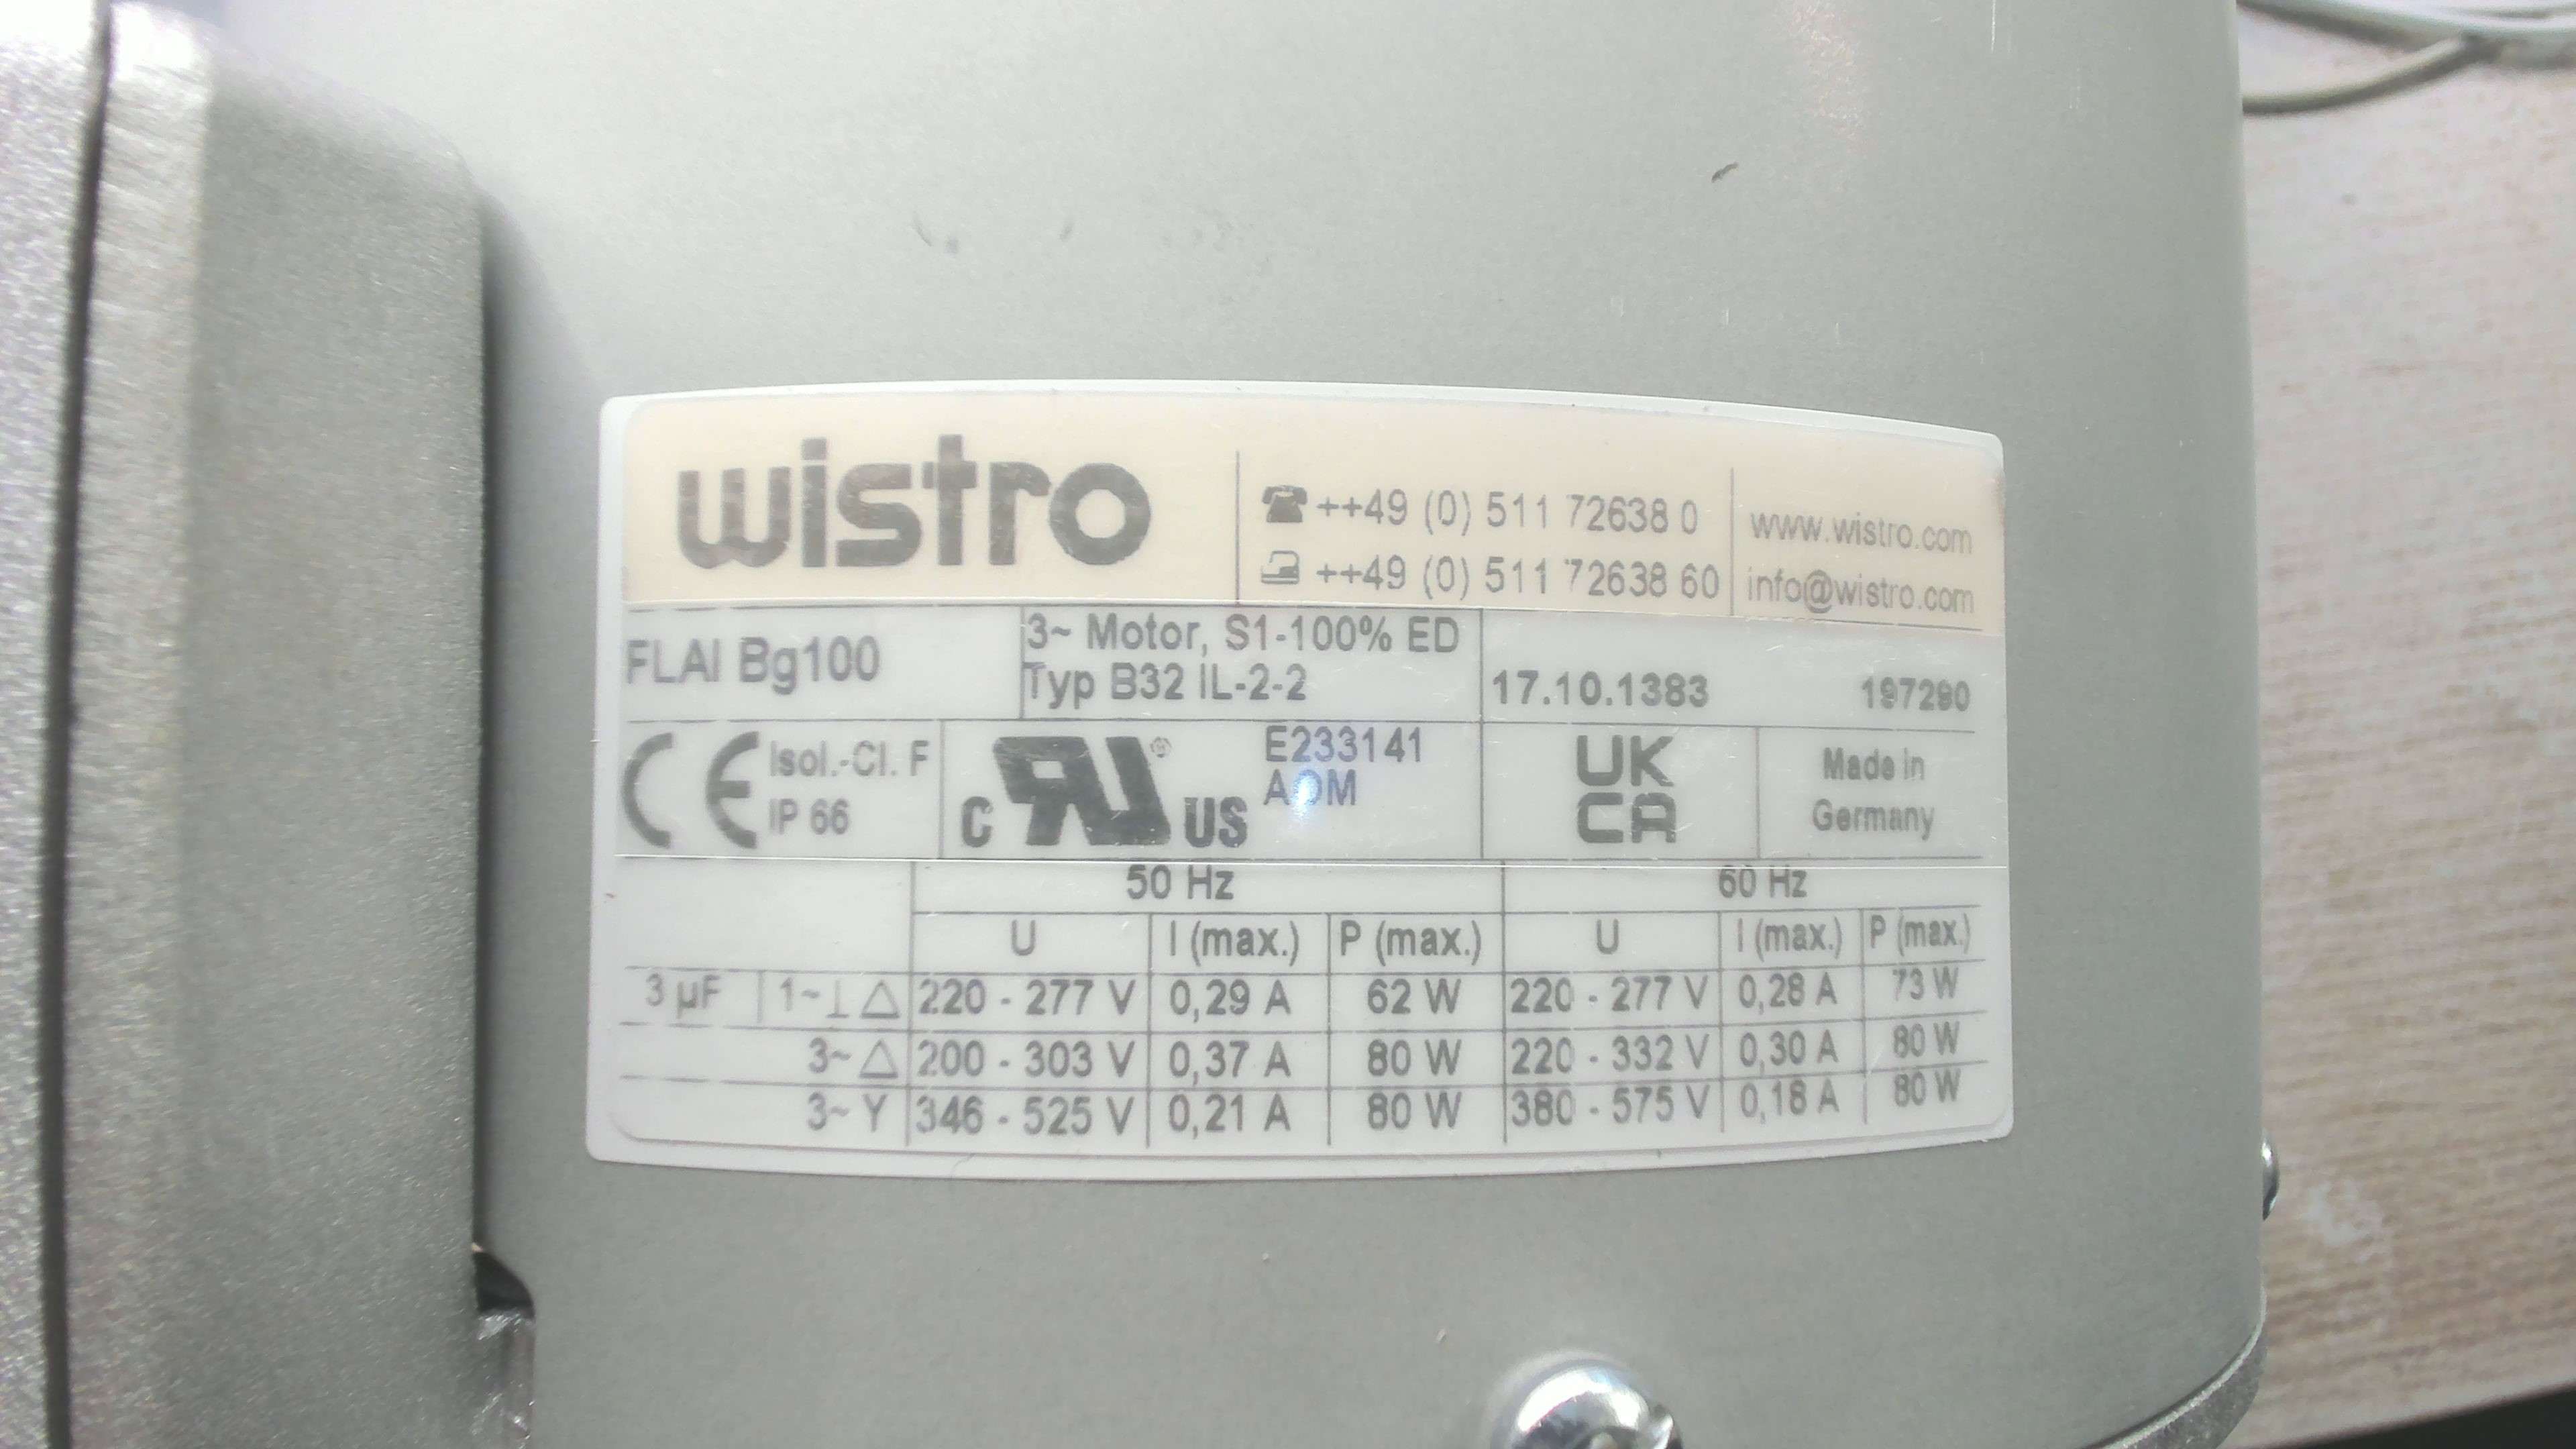 wistro
++49 (0) 511 72638 0
++49 (0) 511 72638 60
www.wistro.com
info@wistro.com
FLAI Bg100
3~ Motor, S1-100% ED
Typ B32 IL-2-2
17.10.1383
197280
CE
Isol.-Cl. F
IP 66
C RU ® US
E233141
AOM
UK
CA
Made in
Germany
50 Hz 60 Hz
U I (max.) P (max.) U I (max.) P (max.)
3 µF 1~⊥ △ 220 - 277 V 0,29 A 62 W 220 - 277 V 0,28 A 73 W
3~ △ 200 - 303 V 0,37 A 80 W 220 - 332 V 0,30 A 80 W
3~ Y 346 - 525 V 0,21 A 80 W 380 - 575 V 0,18 A 80 W